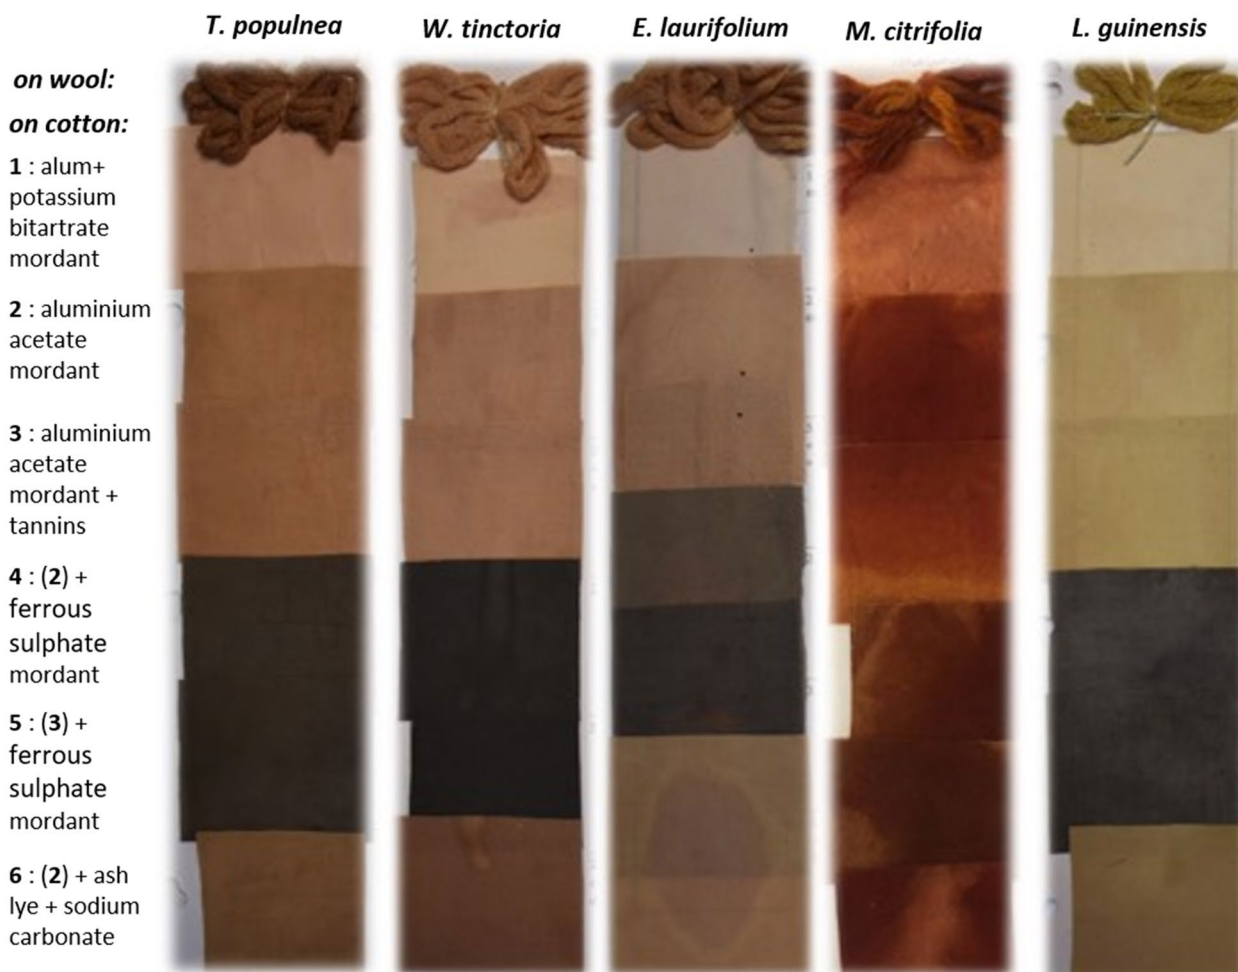 T. populnea
W. tinctoria
E. laurifolium
M. citrifolia
L. guinensis
on wool:
on cotton:
1 : alum+
potassium
bitartrate
mordant
2 : aluminium
acetate
mordant
3 : aluminium
acetate
mordant +
tannins
4 : (2) +
ferrous
sulphate
mordant
5 : (3) +
ferrous
sulphate
mordant
6 : (2) + ash
lye + sodium
carbonate